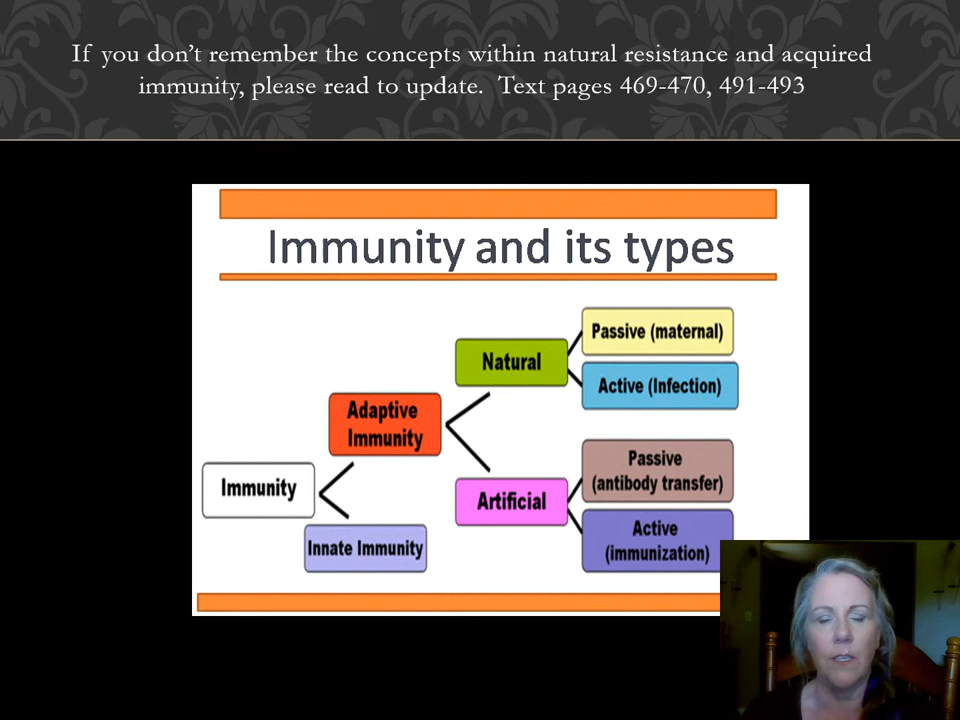 If you don’t remember the concepts within natural resistance and acquired
immunity, please read to update.  Text pages 469-470, 491-493
Immunity and its types
Passive (maternal)
Natural
Active (Infection)
Adaptive
Immunity
Passive
(antibody transfer)
Immunity
Artificial
Active
(immunization)
Innate Immunity